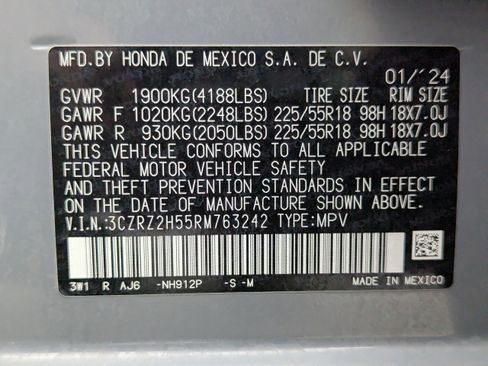 MFD.BY HONDA DE MEXICO S.A. DE C.V.
01/´24
GVWR 1900KG(4188LBS) TIRE SIZE RIM SIZE
GAWR F 1020KG(2248LBS) 225/55R18 98H 18X7.0J
GAWR R 930KG(2050LBS) 225/55R18 98H 18X7.0J
THIS VEHICLE CONFORMS TO ALL APPLICABLE
FEDERAL MOTOR VEHICLE SAFETY
AND THEFT PREVENTION STANDARDS IN EFFECT
ON THE DATE OF MANUFACTURE SHOWN ABOVE.
V.I.N.:3CZRZ2H55RM763242 TYPE:MPV
3W1 R AJ6 -NH912P -S -M
MADE IN MEXICO